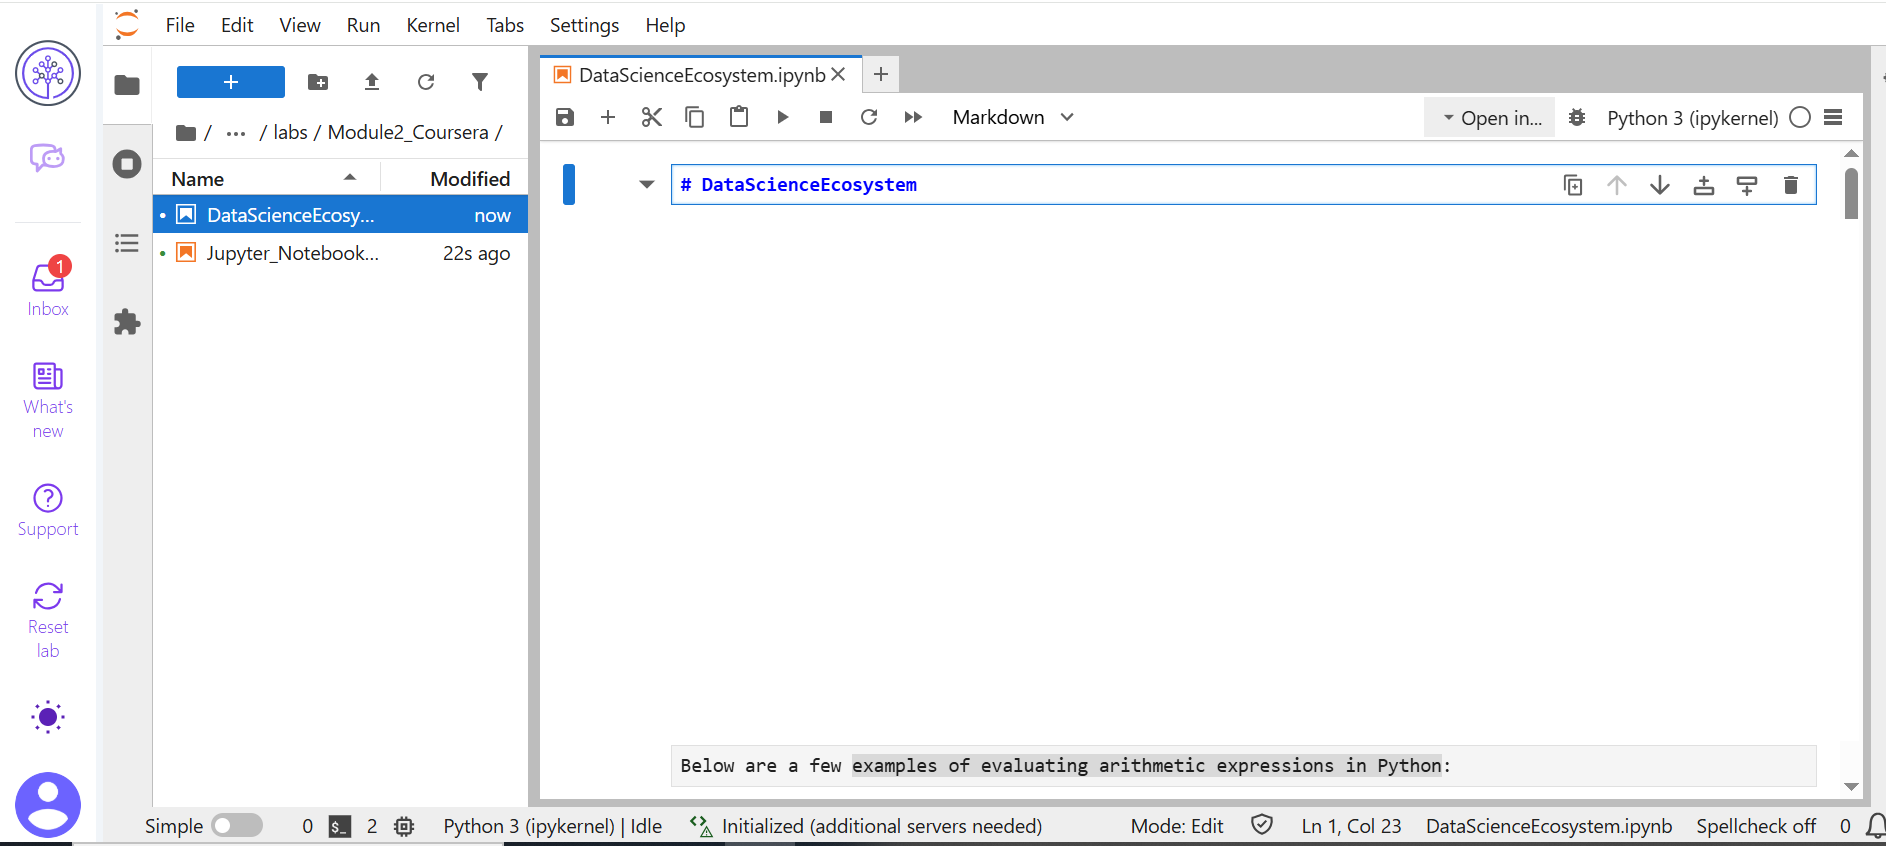 File Edit View Run Kernel Tabs Settings Help
DataScienceEcosystem.ipynb
Markdown
Open in...
Python 3 (ipykernel)
/ ... / labs / Module2_Coursera /
Name Modified
DataScienceEcosy... now
Jupyter_Notebook... 22s ago
# DataScienceEcosystem
1
Inbox
What's
new
Support
Reset
lab
Below are a few examples of evaluating arithmetic expressions in Python:
Simple 0 $_ 2 Python 3 (ipykernel) | Idle Initialized (additional servers needed) Mode: Edit Ln 1, Col 23 DataScienceEcosystem.ipynb Spellcheck off 0